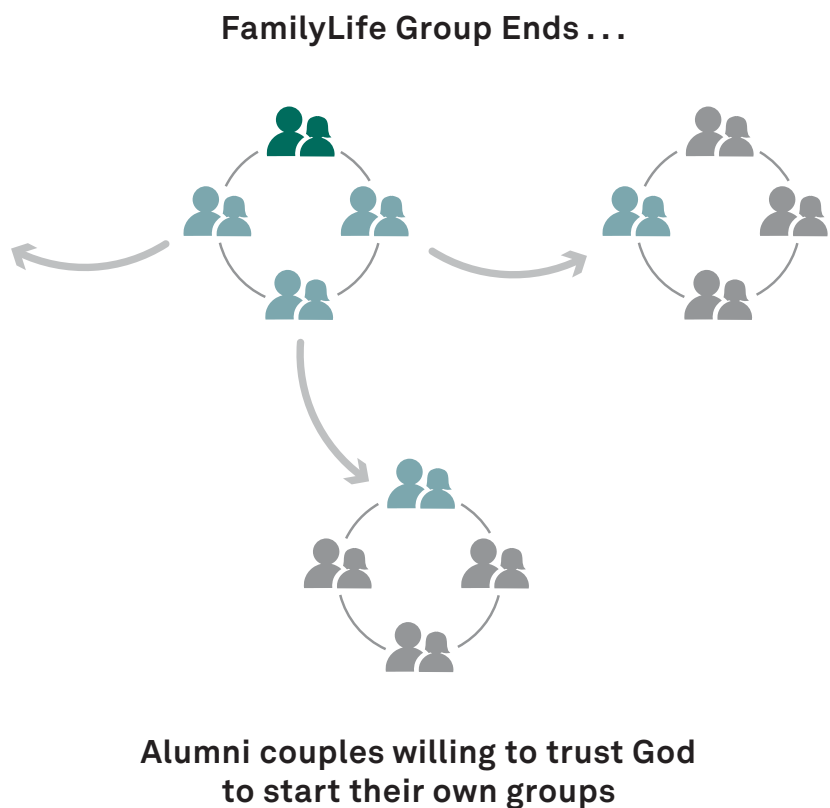 FamilyLife Group Ends . . .
Alumni couples willing to trust God
to start their own groups